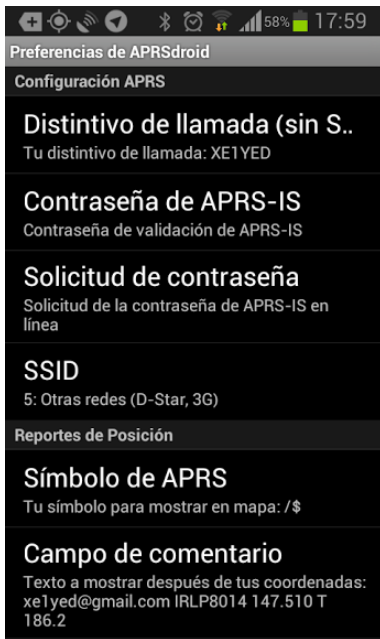 58% 17:59
Preferencias de APRSdroid
Configuración APRS
Distintivo de llamada (sin S..
Tu distintivo de llamada: XE1YED
Contraseña de APRS-IS
Contraseña de validación de APRS-IS
Solicitud de contraseña
Solicitud de la contraseña de APRS-IS en
línea
SSID
5: Otras redes (D-Star, 3G)
Reportes de Posición
Símbolo de APRS
Tu símbolo para mostrar en mapa: /$
Campo de comentario
Texto a mostrar después de tus coordenadas:
xe1yed@gmail.com IRLP8014 147.510 T
186.2